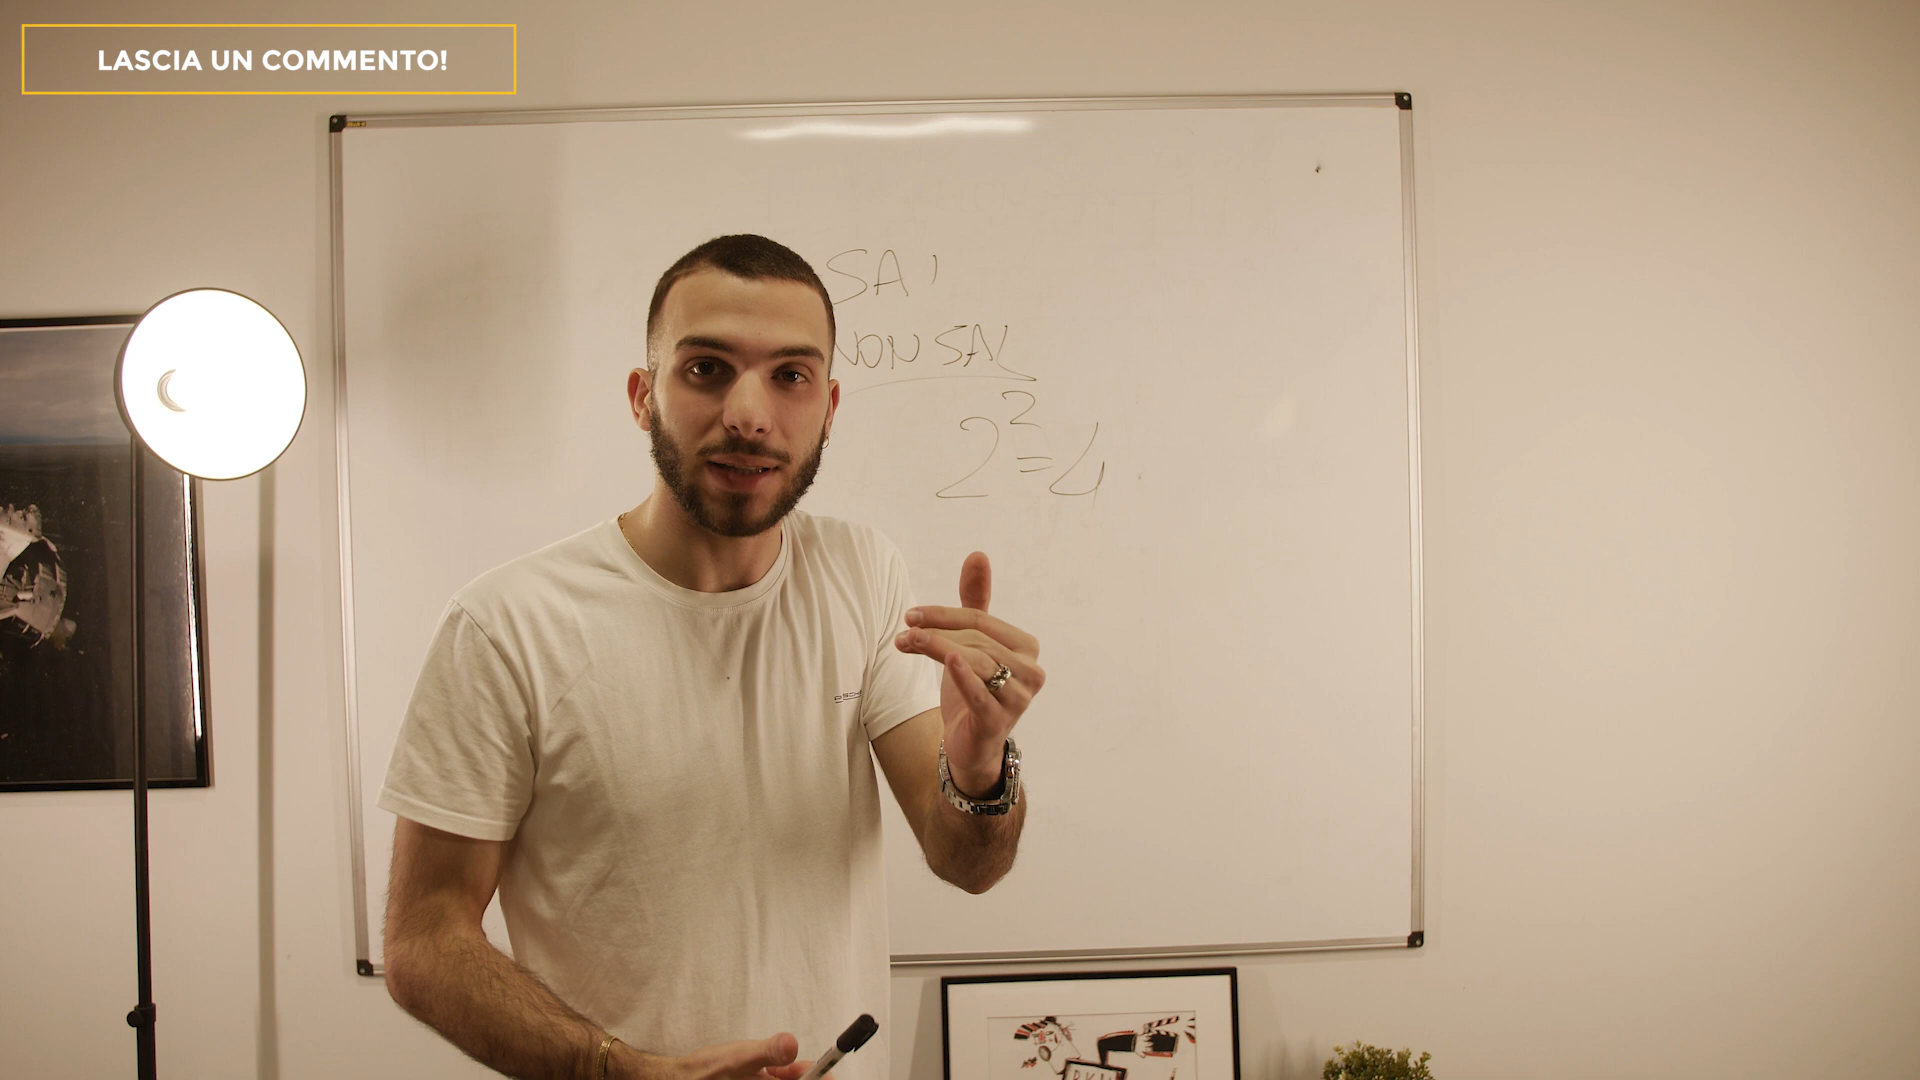 LASCIA UN COMMENTO!
SAI
NON SAI
2² = 4